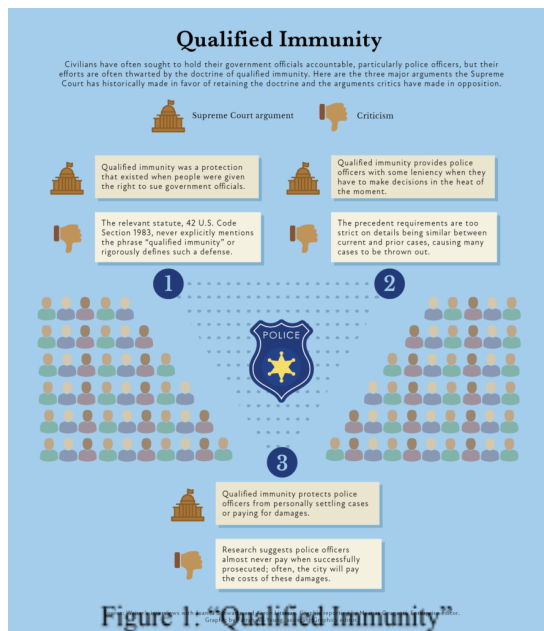 Qualified Immunity
Civilians have often sought to hold their government officials accountable, particularly police officers, but their
efforts are often thwarted by the doctrine of qualified immunity. Here are the three major arguments the Supreme
Court has historically made in favor of retaining the doctrine and the arguments critics have made in opposition.
Supreme Court argument
Criticism
Qualified immunity was a protection
that existed when people were given
the right to sue government officials.
The relevant statute, 42 U.S. Code
Section 1983, never explicitly mentions
the phrase “qualified immunity” or
rigorously defines such a defense.
1
Qualified immunity provides police
officers with some leniency when they
have to make decisions in the heat of
the moment.
The precedent requirements are too
strict on details being similar between
current and prior cases, causing many
cases to be thrown out.
2
POLICE
3
Qualified immunity protects police
officers from personally settling cases
or paying for damages.
Research suggests police officers
almost never pay when successfully
prosecuted; often, the city will pay
the costs of these damages.
Figure 1: “Qualified Immunity”